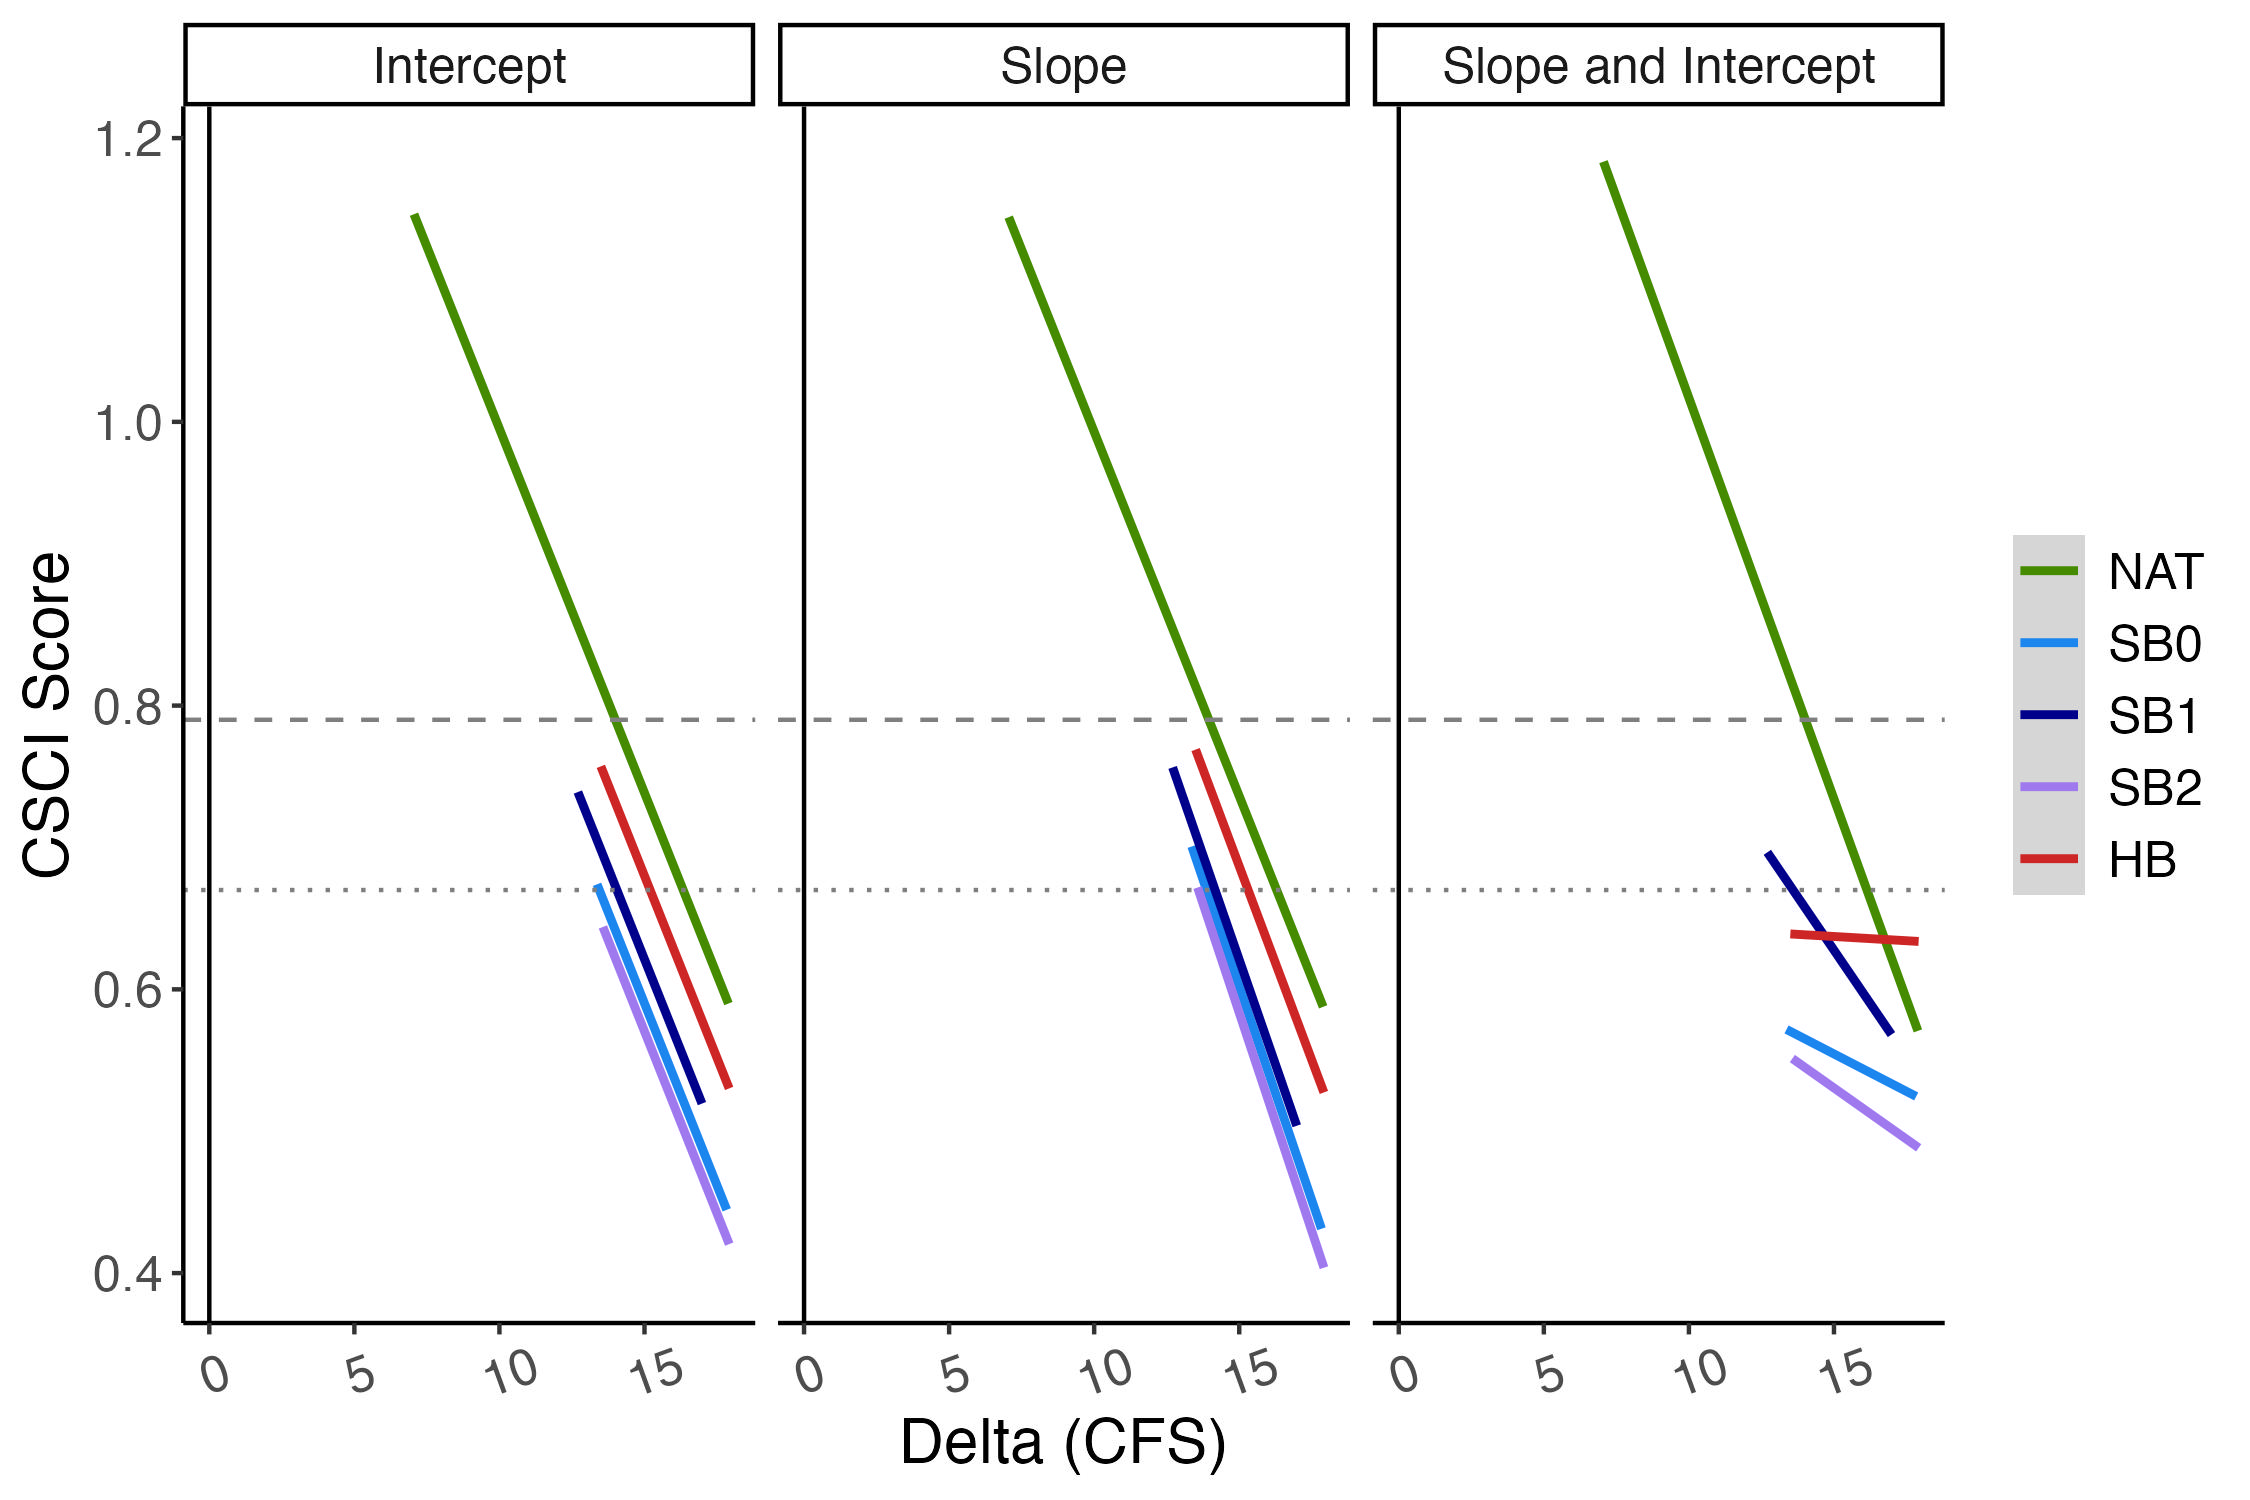 Intercept
Slope
Slope and Intercept
1.2
1.0
0.8
0.6
0.4
CSCI Score
0 5 10 15
0 5 10 15
0 5 10 15
Delta (CFS)
NAT
SB0
SB1
SB2
HB